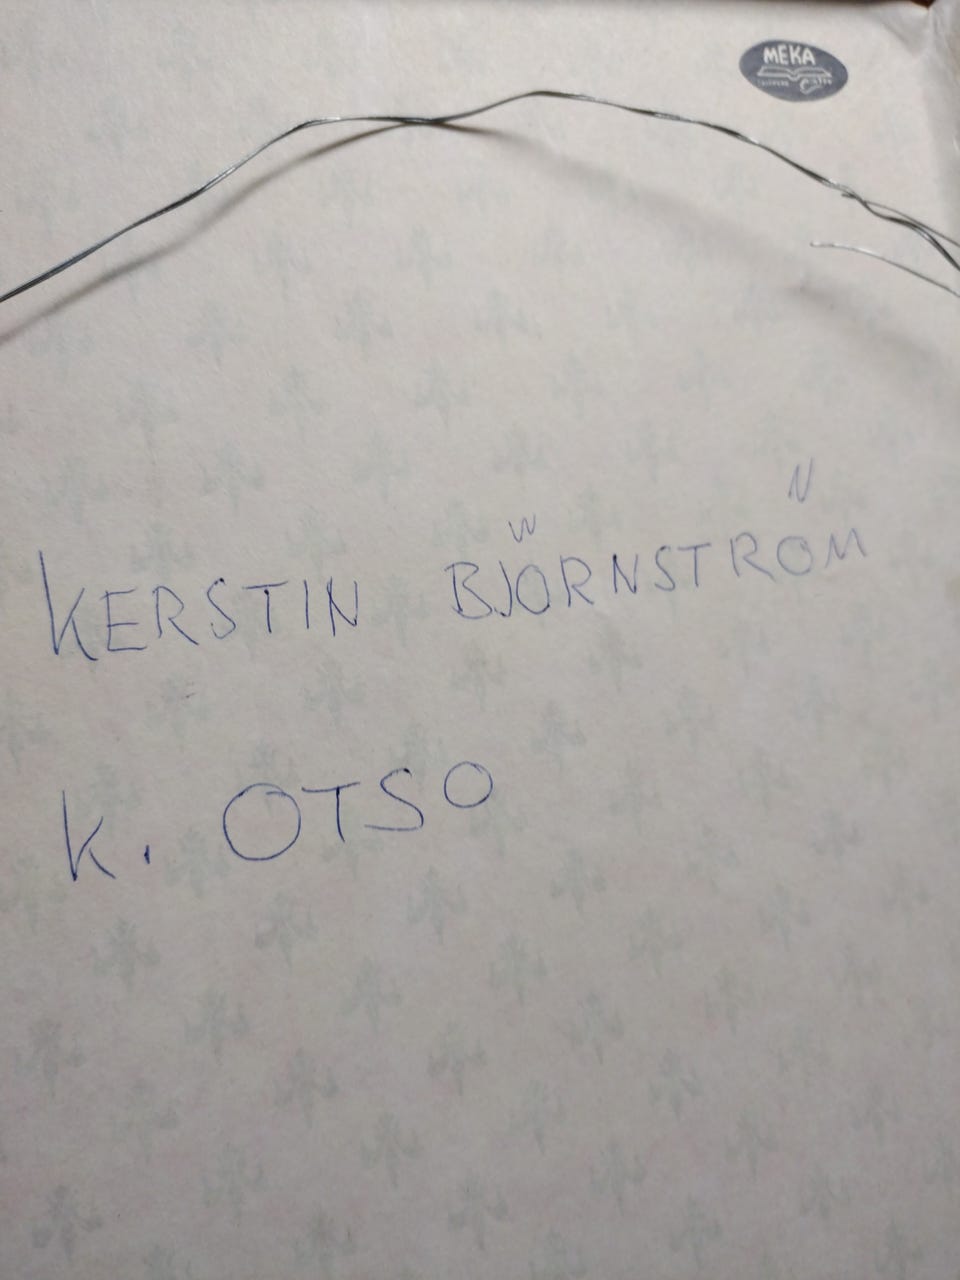 MEKA
KERSTIN BJÖRNSTRÖM
K. OTSO